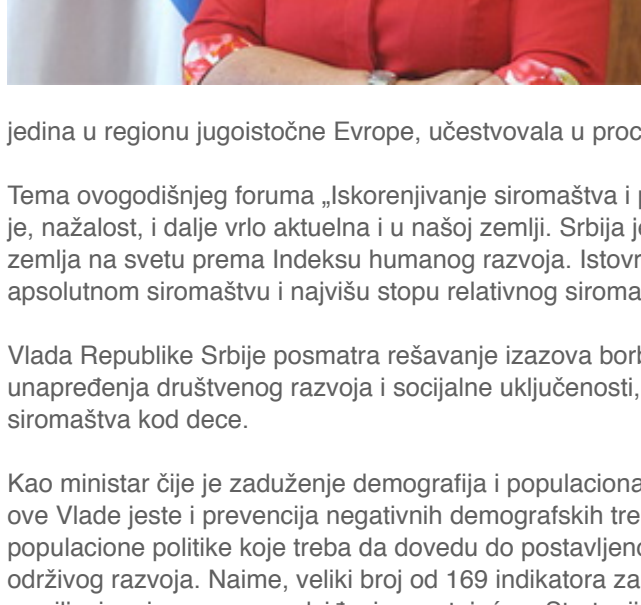 jedina u regionu jugoistočne Evrope, učestvovala u proc
Tema ovogodišnjeg foruma „Iskorenjivanje siromaštva i p
je, nažalost, i dalje vrlo aktuelna i u našoj zemlji. Srbija je
zemlja na svetu prema Indeksu humanog razvoja. Istovr
apsolutnom siromaštvu i najvišu stopu relativnog siroma
Vlada Republike Srbije posmatra rešavanje izazova borb
unapređenja društvenog razvoja i socijalne uključenosti,
siromaštva kod dece.
Kao ministar čije je zaduženje demografija i populaciona
ove Vlade jeste i prevencija negativnih demografskih tre
populacione politike koje treba da dovedu do postavljeno
održivog razvoja. Naime, veliki broj od 169 indikatora za